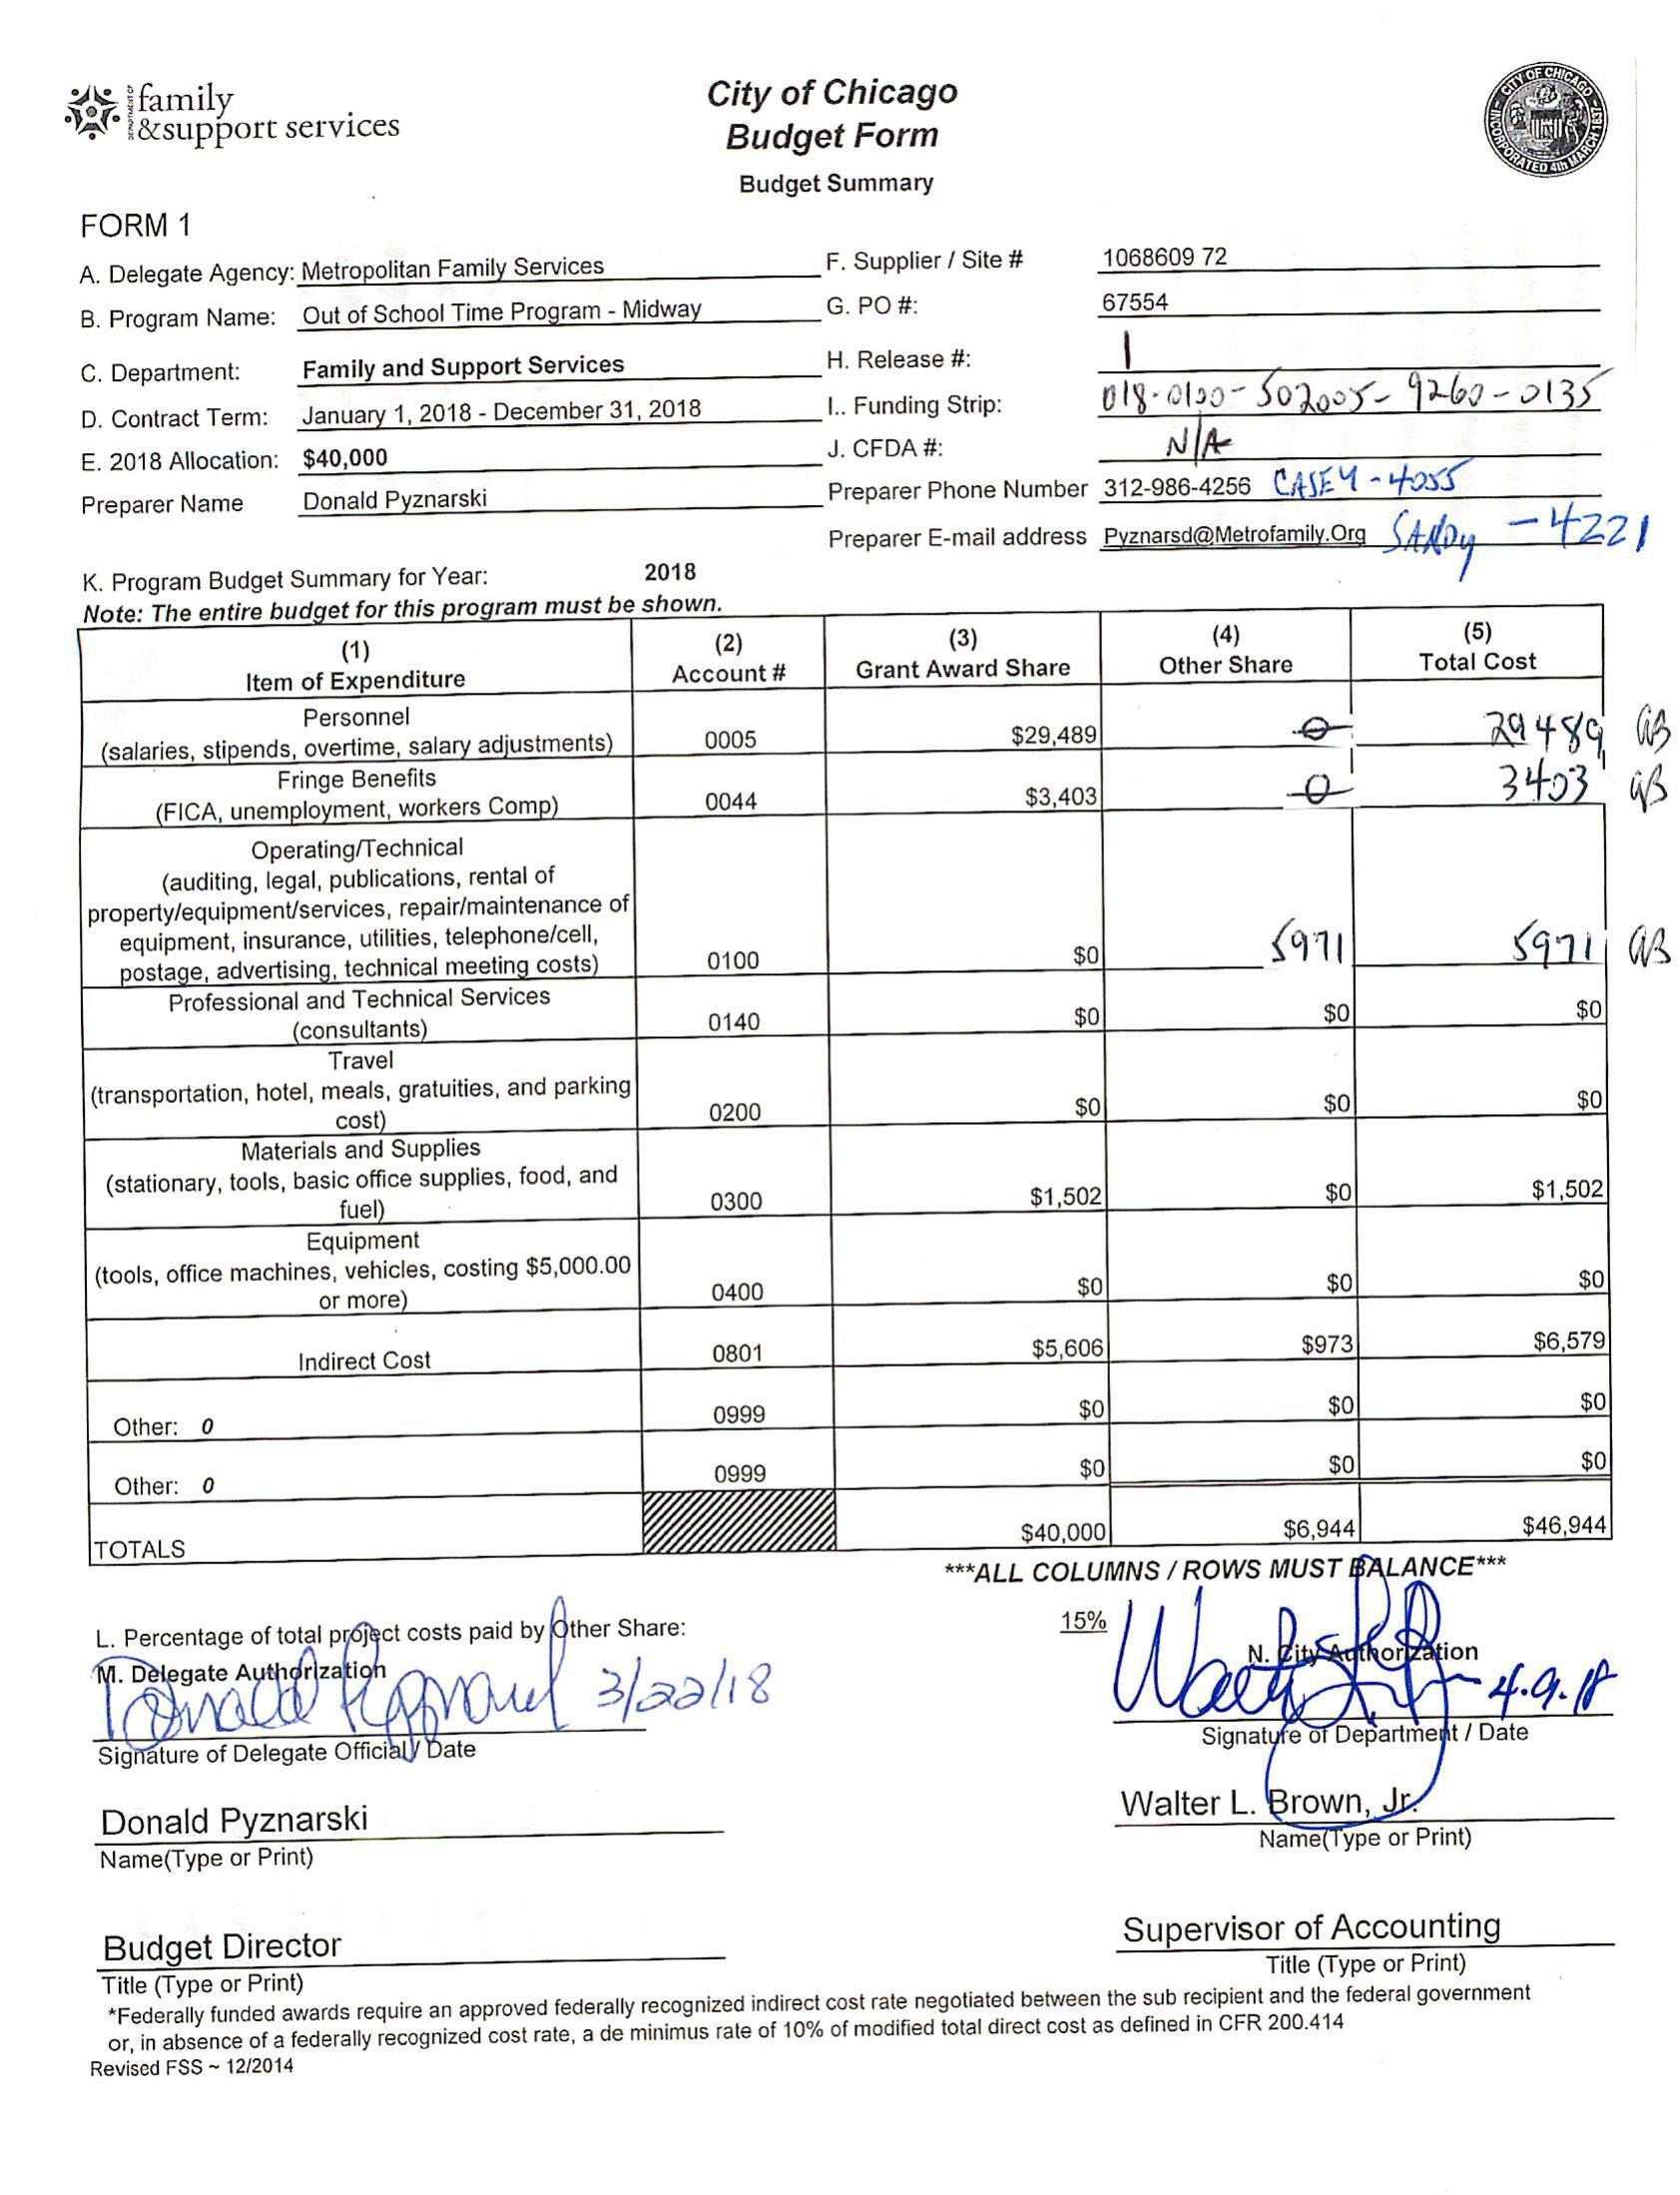 DEPARTMENT OF
family
&support services
City of Chicago
Budget Form
Budget Summary
CITY OF CHICAGO
INCORPORATED 4th MARCH 1837
FORM 1
A. Delegate Agency: Metropolitan Family Services
F. Supplier / Site # 1068609 72
B. Program Name: Out of School Time Program - Midway
G. PO #: 67554
C. Department: Family and Support Services
H. Release #: 1
D. Contract Term: January 1, 2018 - December 31, 2018
I.. Funding Strip: 018-0100-502005-9260-0135
E. 2018 Allocation: $40,000
J. CFDA #: N/A
Preparer Name Donald Pyznarski
Preparer Phone Number 312-986-4256 CASEY - 4055
Preparer E-mail address Pyznarsd@Metrofamily.Org SANDY - 4221
K. Program Budget Summary for Year: 2018
Note: The entire budget for this program must be shown.
(1) (2) (3) (4) (5)
Item of Expenditure Account # Grant Award Share Other Share Total Cost
Personnel
(salaries, stipends, overtime, salary adjustments) 0005 $29,489 0 29489 GB
Fringe Benefits
(FICA, unemployment, workers Comp) 0044 $3,403 0 3403 GB
Operating/Technical
(auditing, legal, publications, rental of
property/equipment/services, repair/maintenance of
equipment, insurance, utilities, telephone/cell,
postage, advertising, technical meeting costs) 0100 $0 5971 5971 GB
Professional and Technical Services
(consultants) 0140 $0 $0 $0
Travel
(transportation, hotel, meals, gratuities, and parking
cost) 0200 $0 $0 $0
Materials and Supplies
(stationary, tools, basic office supplies, food, and
fuel) 0300 $1,502 $0 $1,502
Equipment
(tools, office machines, vehicles, costing $5,000.00
or more) 0400 $0 $0 $0
Indirect Cost 0801 $5,606 $973 $6,579
Other: 0 0999 $0 $0 $0
Other: 0 0999 $0 $0 $0
TOTALS $40,000 $6,944 $46,944
***ALL COLUMNS / ROWS MUST BALANCE***
L. Percentage of total project costs paid by Other Share: 15%
M. Delegate Authorization
N. City Authorization
Donald Pyznarski 3/22/18
4.9.18
Signature of Delegate Official / Date
Signature of Department / Date
Donald Pyznarski
Walter L. Brown, Jr.
Name(Type or Print)
Name(Type or Print)
Budget Director
Supervisor of Accounting
Title (Type or Print)
Title (Type or Print)
*Federally funded awards require an approved federally recognized indirect cost rate negotiated between the sub recipient and the federal government
or, in absence of a federally recognized cost rate, a de minimus rate of 10% of modified total direct cost as defined in CFR 200.414
Revised FSS ~ 12/2014